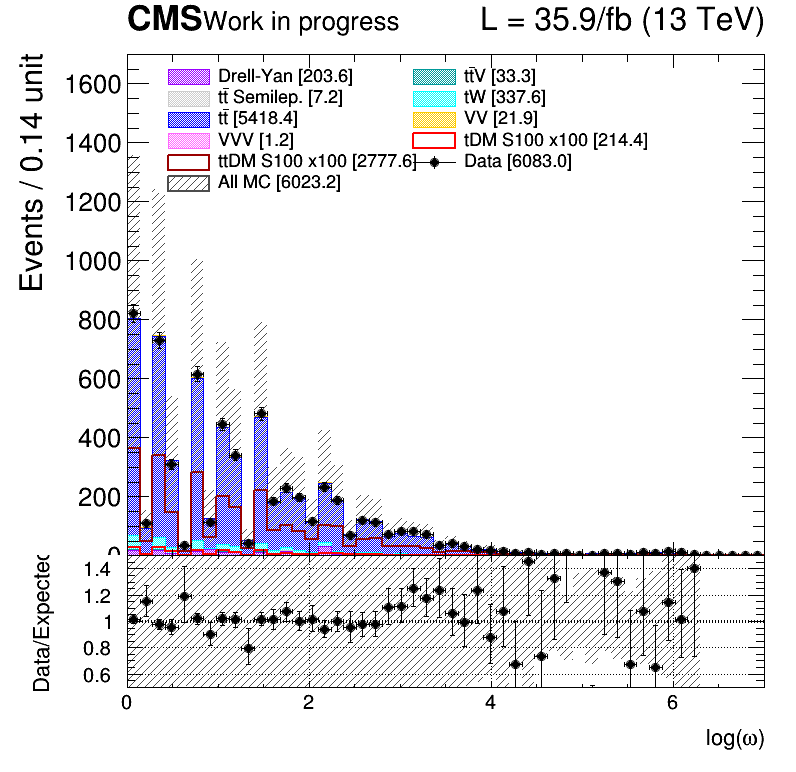 CMS Work in progress L = 35.9/fb (13 TeV)
Events / 0.14 unit
1600
1400
1200
1000
800
600
400
200
0
Drell-Yan [203.6]
tt̄V [33.3]
tt̄ Semilep. [7.2]
tW [337.6]
tt̄ [5418.4]
VV [21.9]
VVV [1.2]
tDM S100 x100 [214.4]
ttDM S100 x100 [2777.6]
Data [6083.0]
All MC [6023.2]
Data/Expected
1.4
1.2
1
0.8
0.6
0 2 4 6
log(ω)